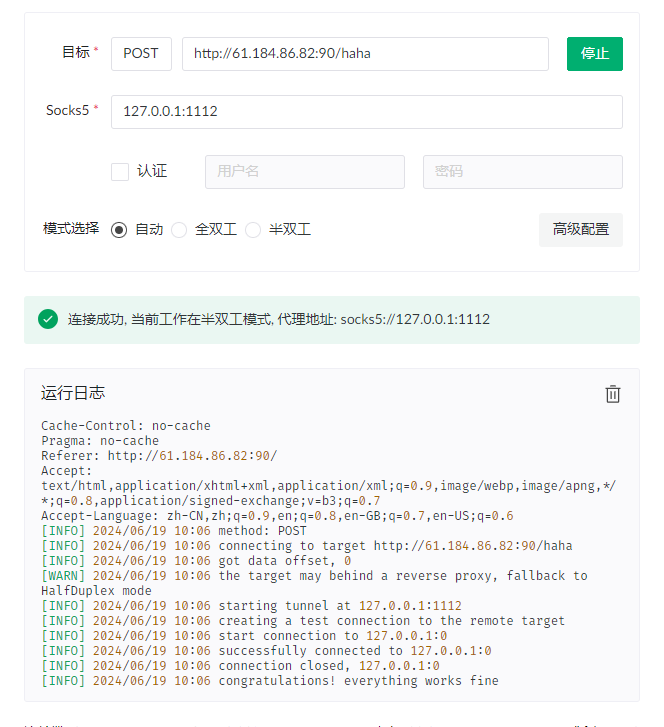 目标 * POST http://61.184.86.82:90/haha 停止
Socks5 * 127.0.0.1:1112
认证 用户名 密码
模式选择 自动 全双工 半双工 高级配置
连接成功, 当前工作在半双工模式, 代理地址: socks5://127.0.0.1:1112
运行日志
Cache-Control: no-cache
Pragma: no-cache
Referer: http://61.184.86.82:90/
Accept:
text/html,application/xhtml+xml,application/xml;q=0.9,image/webp,image/apng,*/
*;q=0.8,application/signed-exchange;v=b3;q=0.7
Accept-Language: zh-CN,zh;q=0.9,en;q=0.8,en-GB;q=0.7,en-US;q=0.6
[INFO] 2024/06/19 10:06 method: POST
[INFO] 2024/06/19 10:06 connecting to target http://61.184.86.82:90/haha
[INFO] 2024/06/19 10:06 got data offset, 0
[WARN] 2024/06/19 10:06 the target may behind a reverse proxy, fallback to
HalfDuplex mode
[INFO] 2024/06/19 10:06 starting tunnel at 127.0.0.1:1112
[INFO] 2024/06/19 10:06 creating a test connection to the remote target
[INFO] 2024/06/19 10:06 start connection to 127.0.0.1:0
[INFO] 2024/06/19 10:06 successfully connected to 127.0.0.1:0
[INFO] 2024/06/19 10:06 connection closed, 127.0.0.1:0
[INFO] 2024/06/19 10:06 congratulations! everything works fine